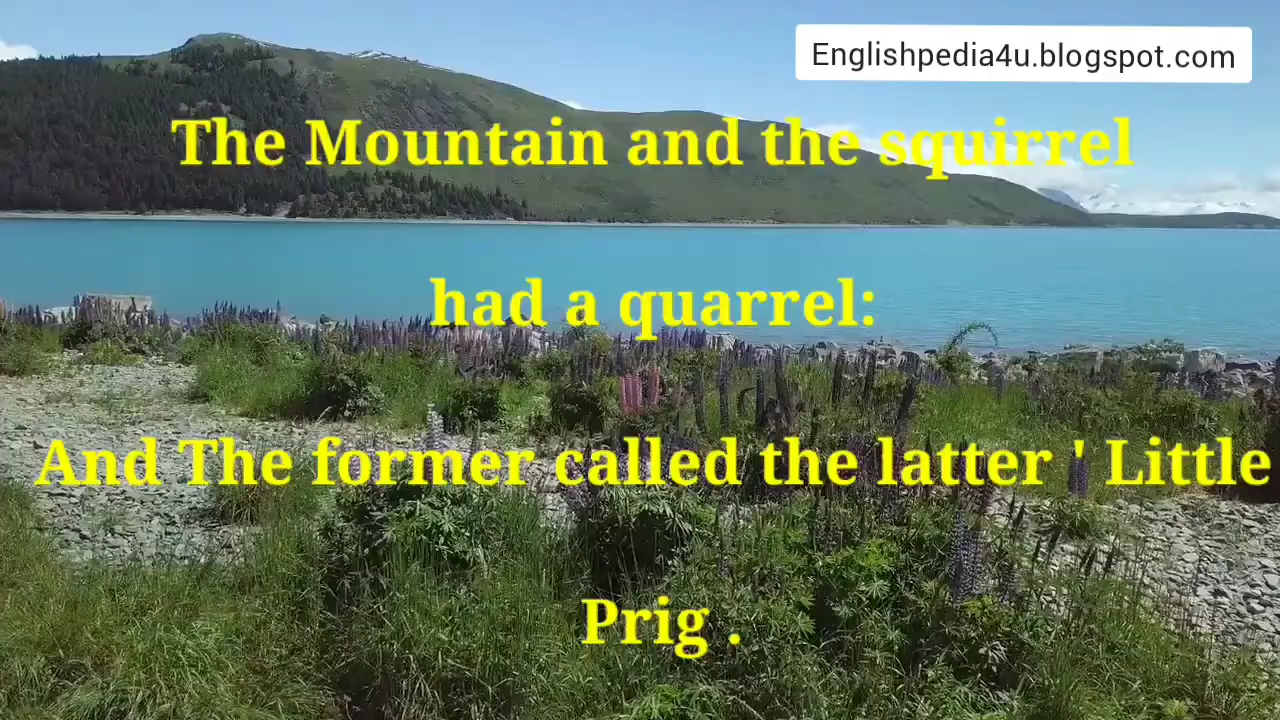 Englishpedia4u.blogspot.com
The Mountain and the squirrel
had a quarrel:
And The former called the latter ' Little
Prig .